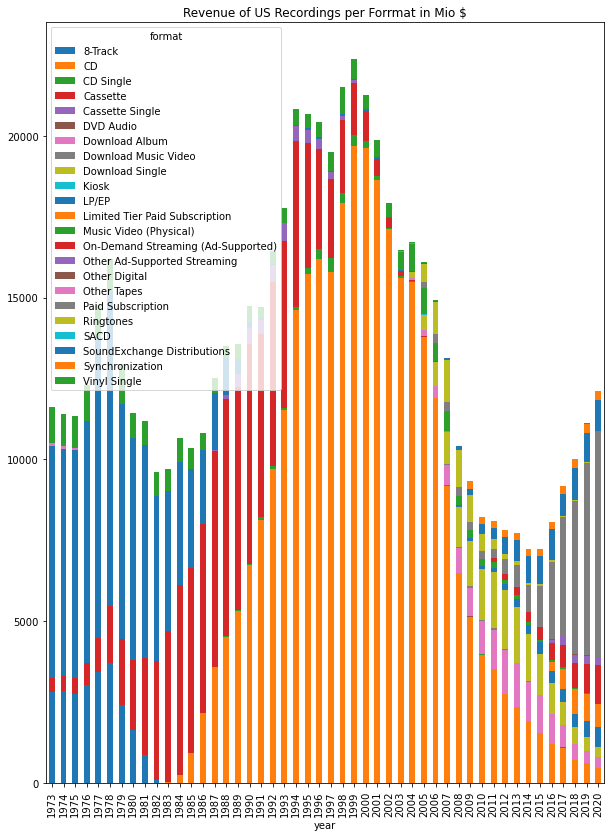 Revenue of US Recordings per Forrmat in Mio $
format
8-Track
CD
CD Single
Cassette
Cassette Single
DVD Audio
Download Album
Download Music Video
Download Single
Kiosk
LP/EP
Limited Tier Paid Subscription
Music Video (Physical)
On-Demand Streaming (Ad-Supported)
Other Ad-Supported Streaming
Other Digital
Other Tapes
Paid Subscription
Ringtones
SACD
SoundExchange Distributions
Synchronization
Vinyl Single
20000
15000
10000
5000
0
1973 1974 1975 1976 1977 1978 1979 1980 1981 1982 1983 1984 1985 1986 1987 1988 1989 1990 1991 1992 1993 1994 1995 1996 1997 1998 1999 2000 2001 2002 2003 2004 2005 2006 2007 2008 2009 2010 2011 2012 2013 2014 2015 2016 2017 2018 2019 2020
year